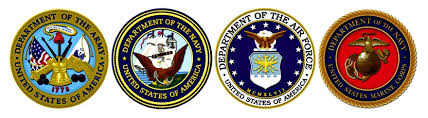 DEPARTMENT OF THE ARMY
1775
UNITED STATES OF AMERICA
DEPARTMENT OF THE NAVY
UNITED STATES OF AMERICA
DEPARTMENT OF THE AIR FORCE
MCMXLVII
UNITED STATES OF AMERICA
DEPARTMENT OF THE NAVY
UNITED STATES MARINE CORPS